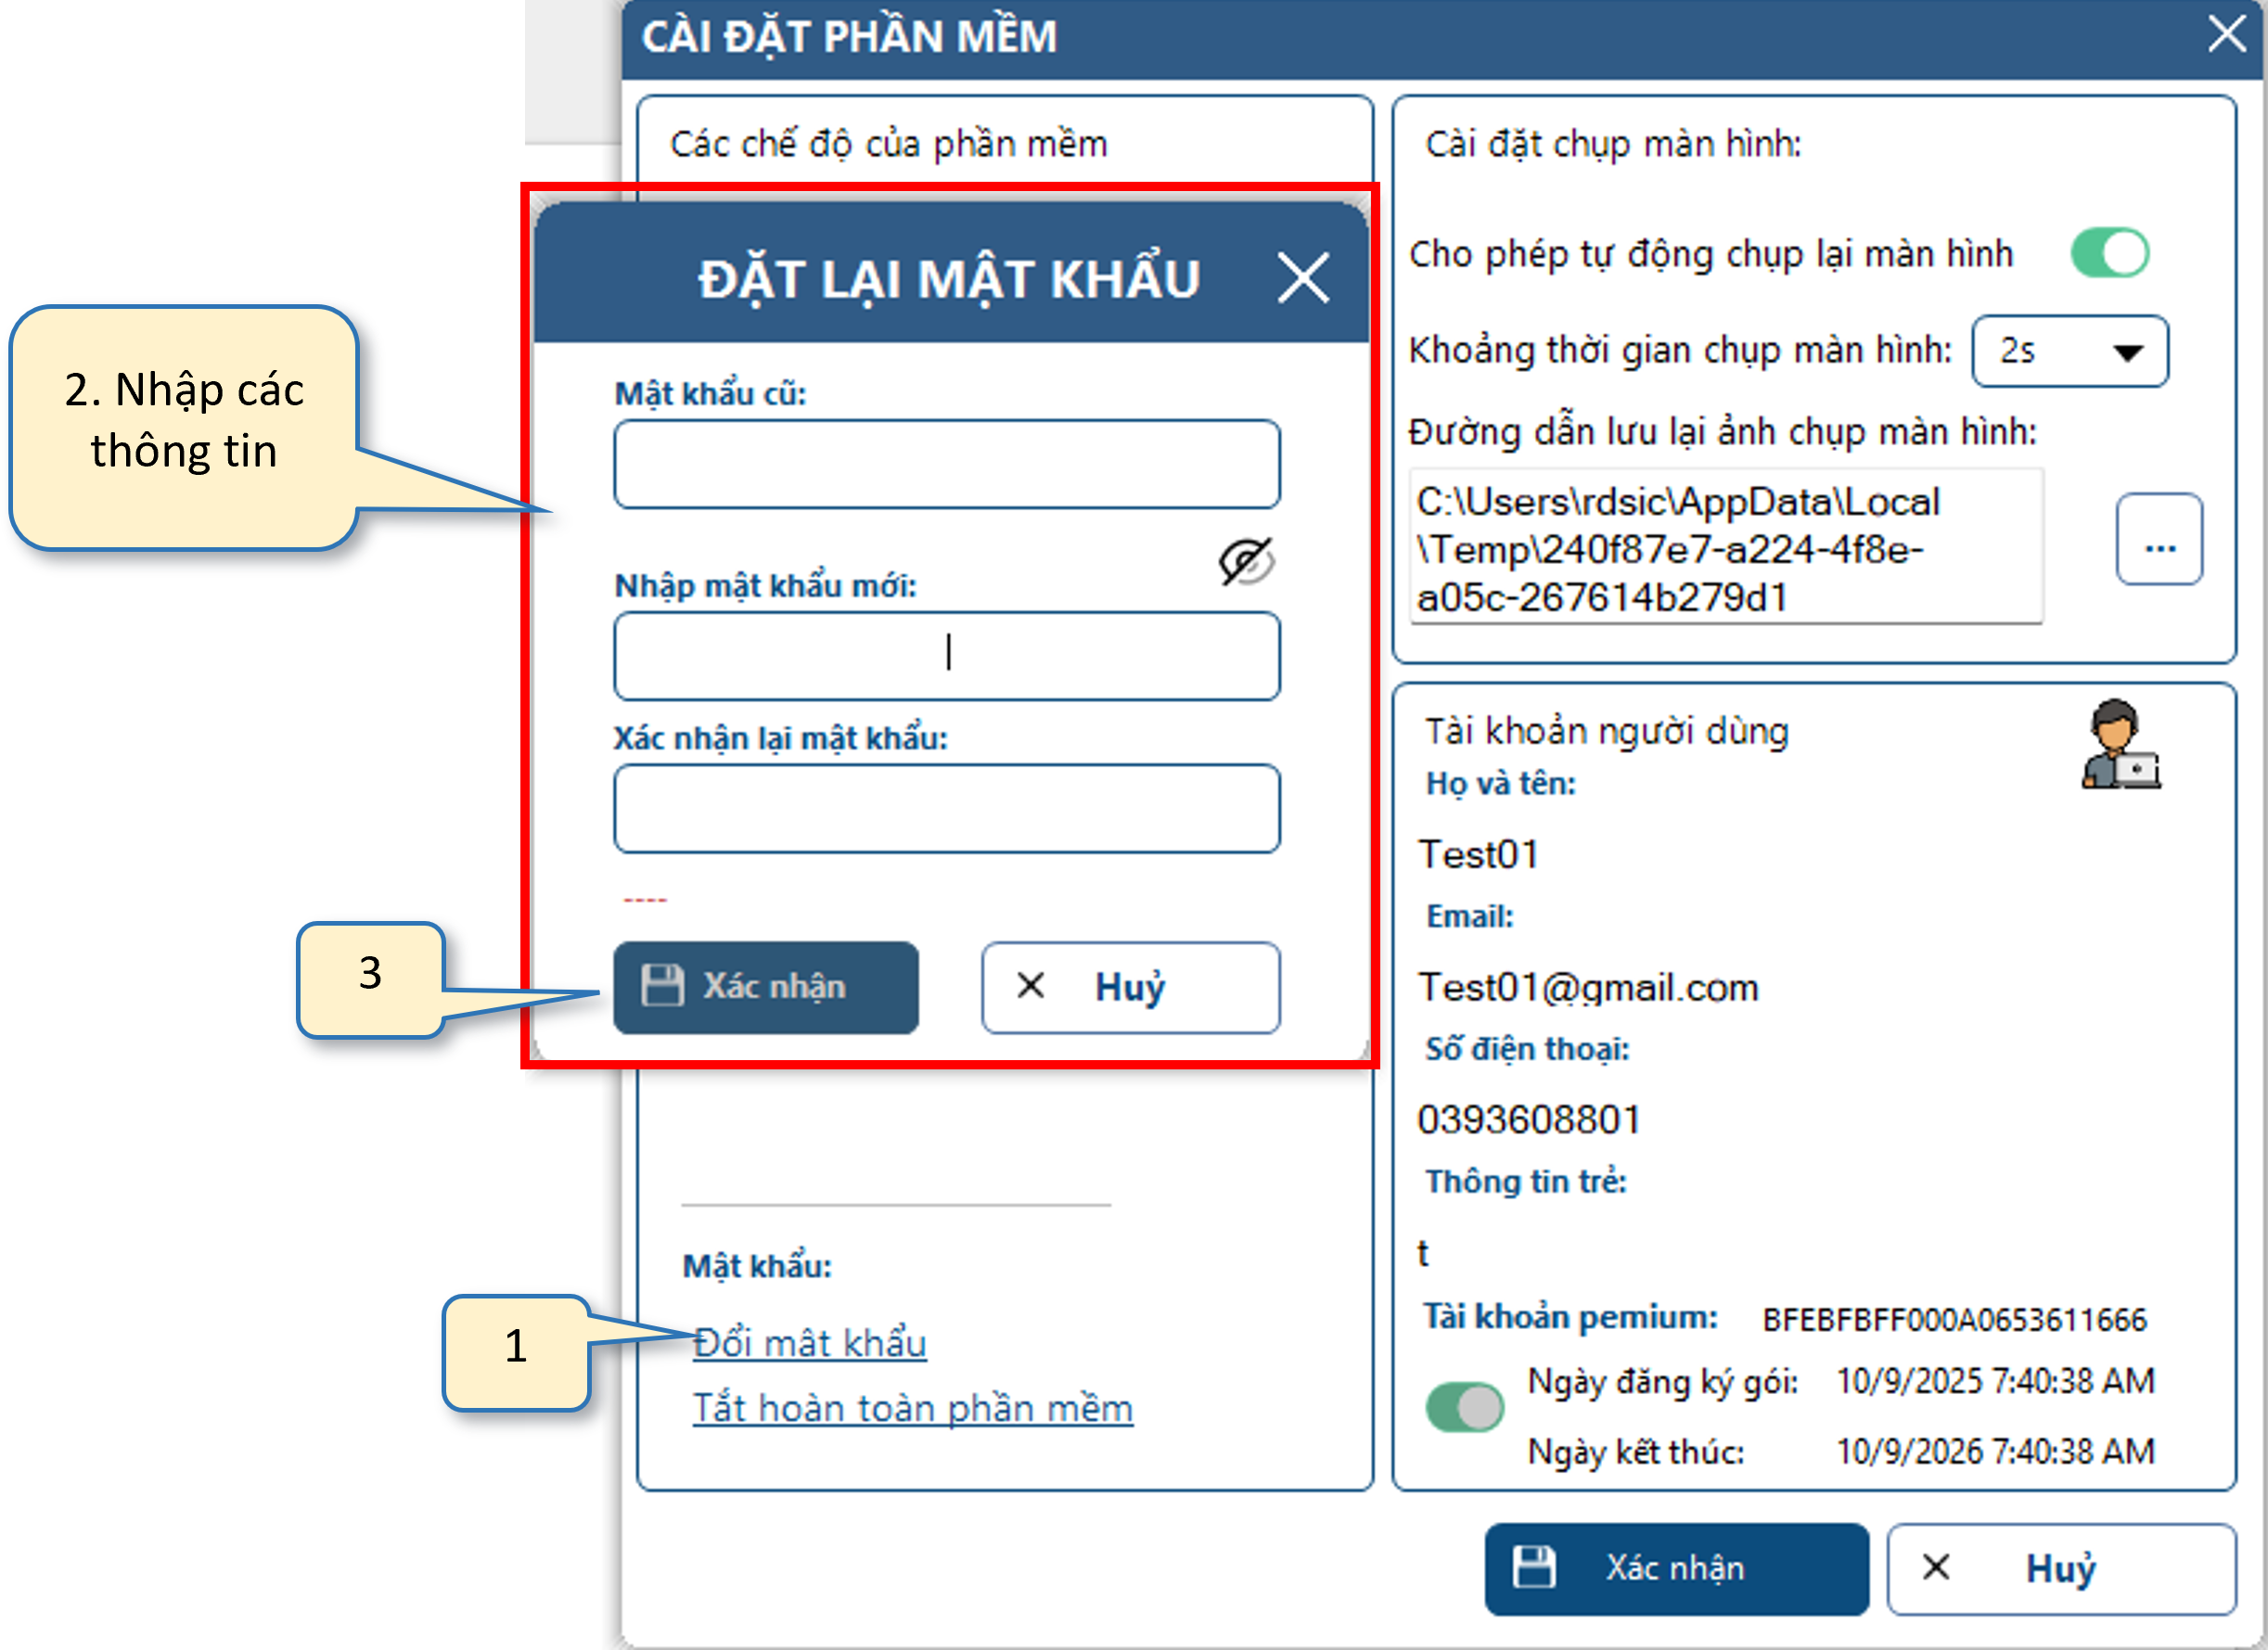 CÀI ĐẶT PHẦN MỀM
Các chế độ của phần mềm
ĐẶT LẠI MẬT KHẨU
2. Nhập các
thông tin
Mật khẩu cũ:
Nhập mật khẩu mới:
Xác nhận lại mật khẩu:
----
3
Xác nhận
Huỷ
Mật khẩu:
1
Đổi mât khẩu
Tắt hoàn toàn phần mềm
Cài đặt chụp màn hình:
Cho phép tự động chụp lại màn hình
Khoảng thời gian chụp màn hình:
2s
Đường dẫn lưu lại ảnh chụp màn hình:
C:\Users\rdsic\AppData\Local
\Temp\240f87e7-a224-4f8e-
a05c-267614b279d1
...
Tài khoản người dùng
Họ và tên:
Test01
Email:
Test01@gmail.com
Số điện thoại:
0393608801
Thông tin trẻ:
t
Tài khoản pemium: BFEBFBFF000A0653611666
Ngày đăng ký gói: 10/9/2025 7:40:38 AM
Ngày kết thúc: 10/9/2026 7:40:38 AM
Xác nhận
Huỷ